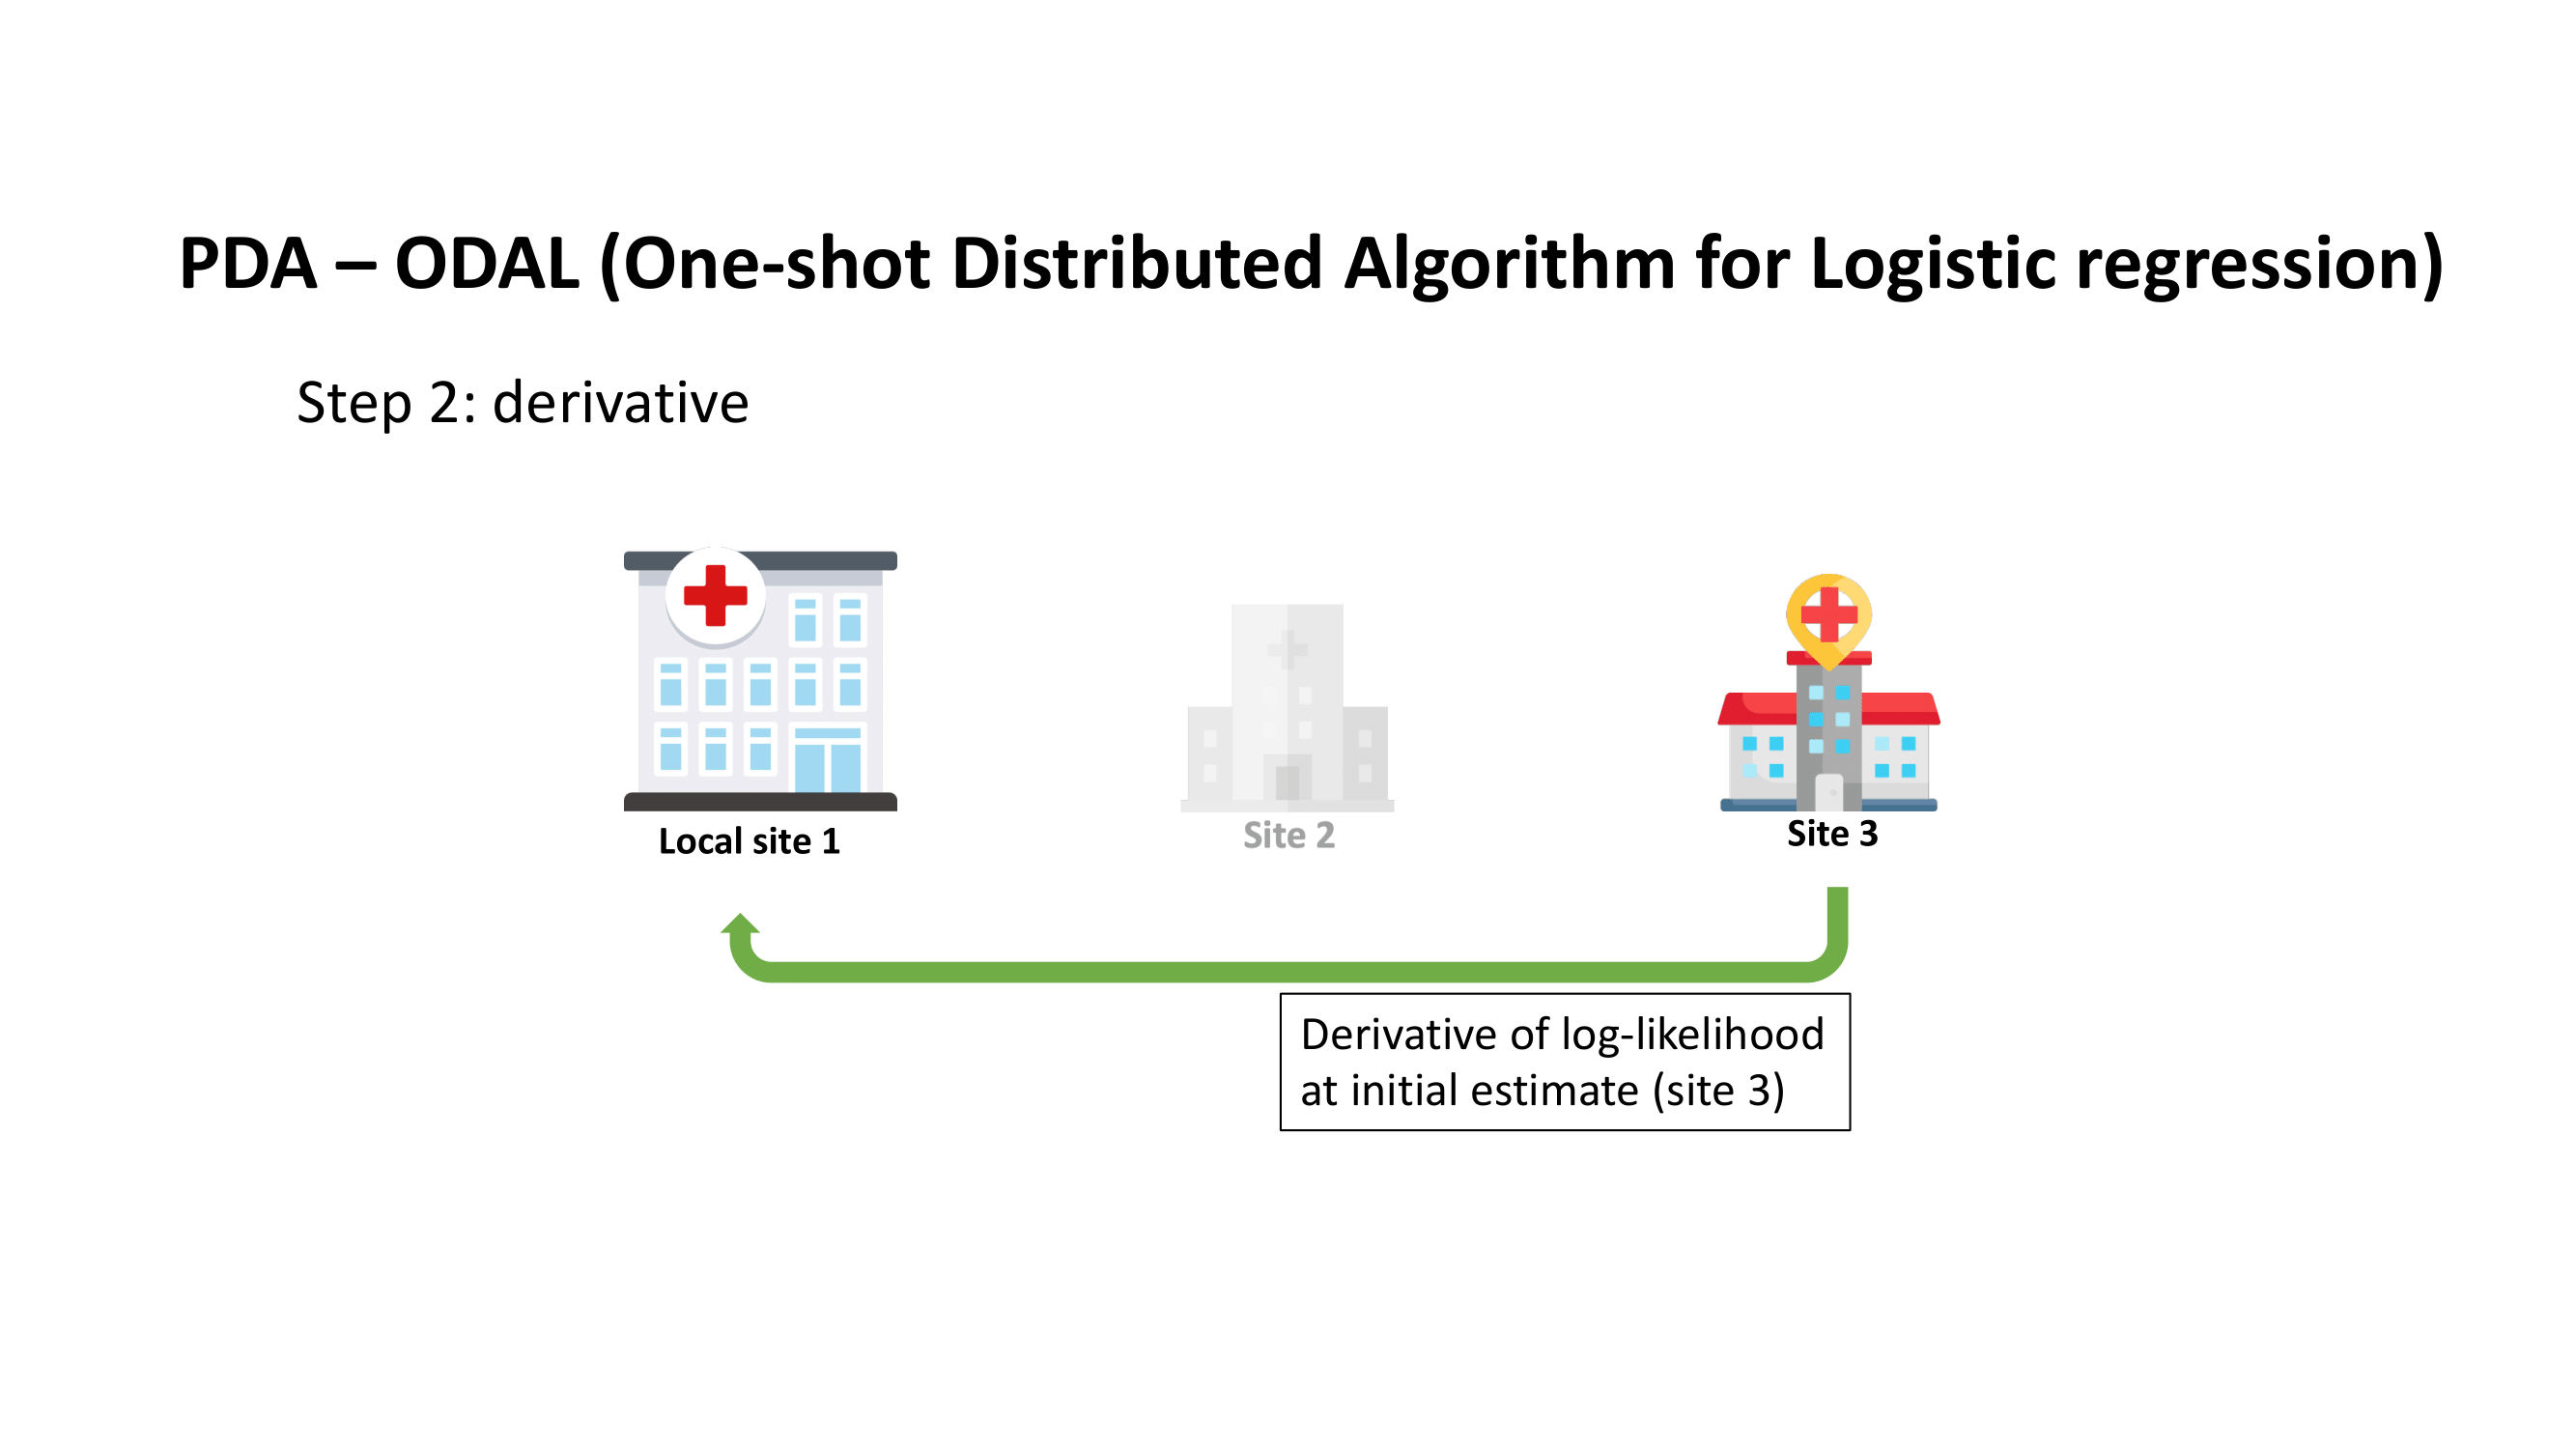 PDA – ODAL (One-shot Distributed Algorithm for Logistic regression)
Step 2: derivative
Local site 1
Site 2
Site 3
Derivative of log-likelihood
at initial estimate (site 3)